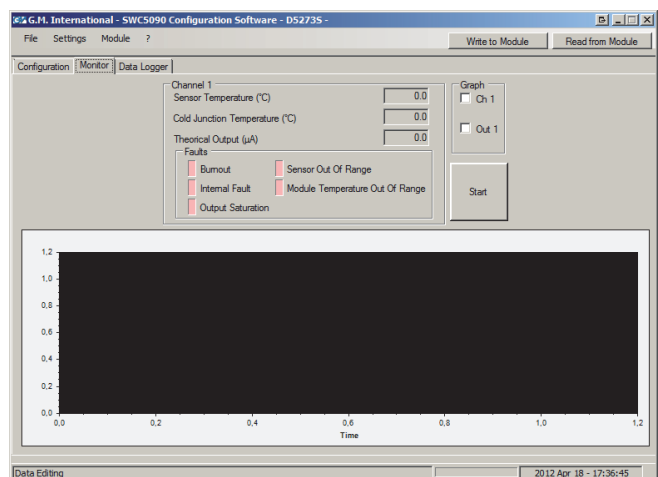 G.M. International - SWC5090 Configuration Software - D5273S -
File Settings Module ?
Write to Module Read from Module
Configuration Monitor Data Logger
Channel 1
Sensor Temperature (°C) 0.0
Cold Junction Temperature (°C) 0.0
Theorical Output (µA) 0.0
Faults
Burnout Sensor Out Of Range
Internal Fault Module Temperature Out Of Range
Output Saturation
Graph
Ch 1
Out 1
Start
1,2
1,0
0,8
0,6
0,4
0,2
0,0
0,0 0,2 0,4 0,6 0,8 1,0 1,2
Time
Data Editing 2012 Apr 18 - 17:36:45